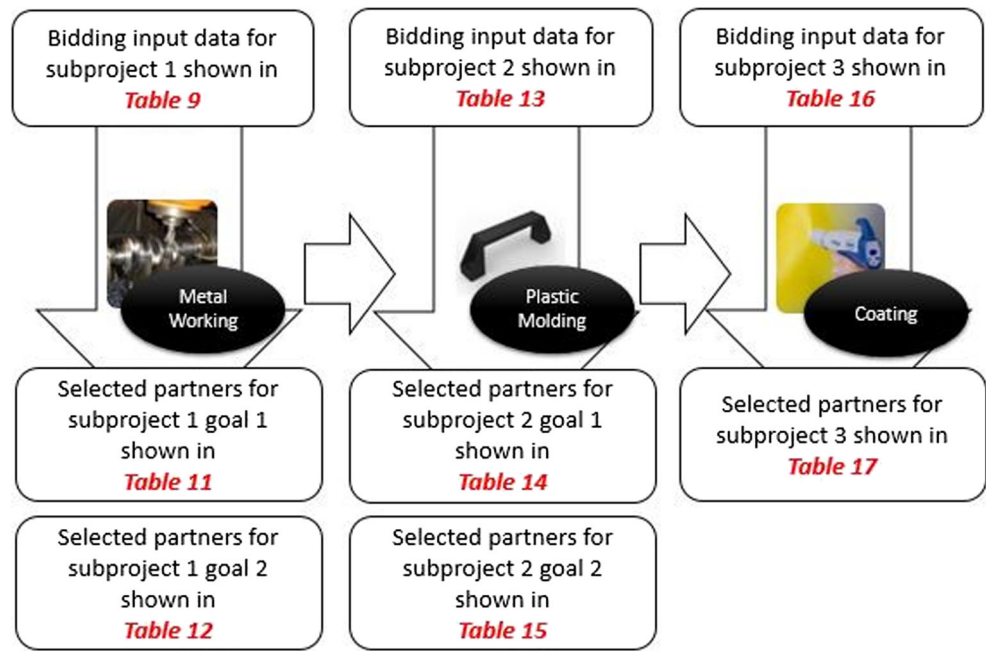 Bidding input data for
subproject 1 shown in
Table 9
Bidding input data for
subproject 2 shown in
Table 13
Bidding input data for
subproject 3 shown in
Table 16
Metal
Working
Plastic
Molding
Coating
Selected partners for
subproject 1 goal 1
shown in
Table 11
Selected partners for
subproject 2 goal 1
shown in
Table 14
Selected partners for
subproject 3 shown in
Table 17
Selected partners for
subproject 1 goal 2
shown in
Table 12
Selected partners for
subproject 2 goal 2
shown in
Table 15